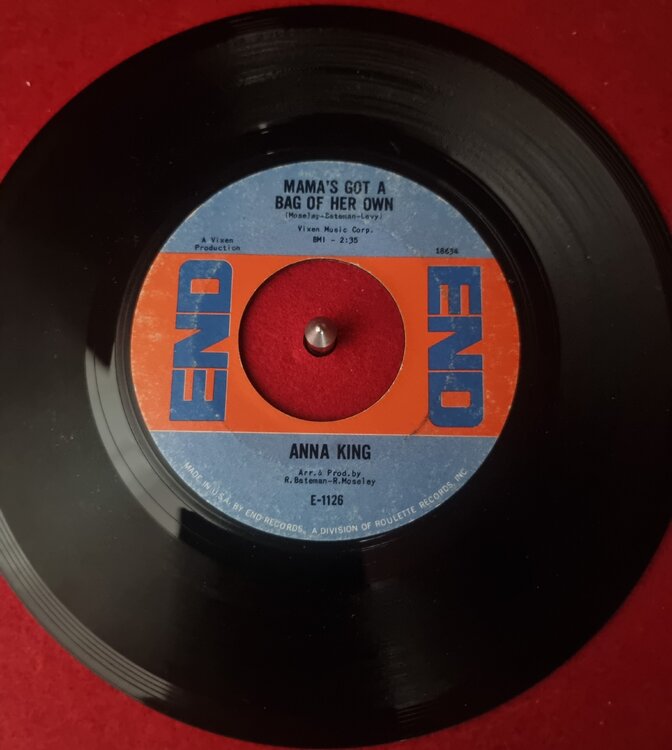 MAMA'S GOT A
BAG OF HER OWN
(Moseley-Bateman-Levy)
Vixen Music Corp.
BMI - 2:35
A Vixen
Production
18634
END
END
ANNA KING
Arr.& Prod.by
R.Bateman-R.Moseley
E-1126
MADE IN U.S.A. BY END RECORDS, A DIVISION OF ROULETTE RECORDS, INC